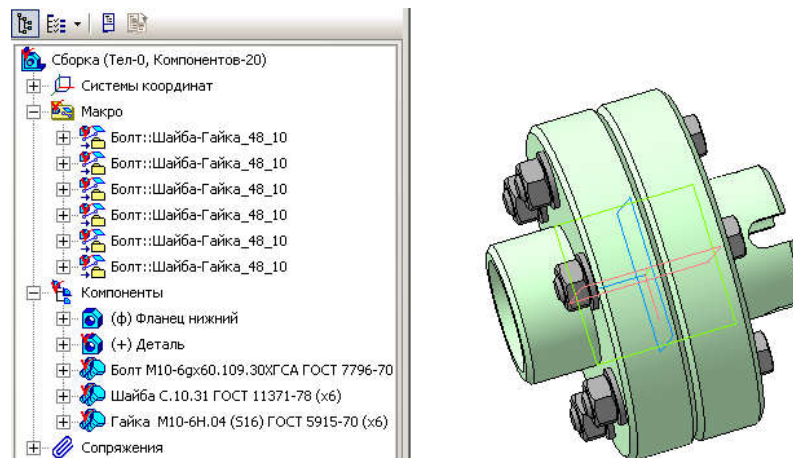 Сборка (Тел-0, Компонентов-20)
Системы координат
Макро
Болт::Шайба-Гайка_48_10
Болт::Шайба-Гайка_48_10
Болт::Шайба-Гайка_48_10
Болт::Шайба-Гайка_48_10
Болт::Шайба-Гайка_48_10
Болт::Шайба-Гайка_48_10
Компоненты
(ф) Фланец нижний
(+) Деталь
Болт М10-6gx60.109.30ХГСА ГОСТ 7796-70
Шайба С.10.31 ГОСТ 11371-78 (x6)
Гайка М10-6Н.04 (S16) ГОСТ 5915-70 (x6)
Сопряжения